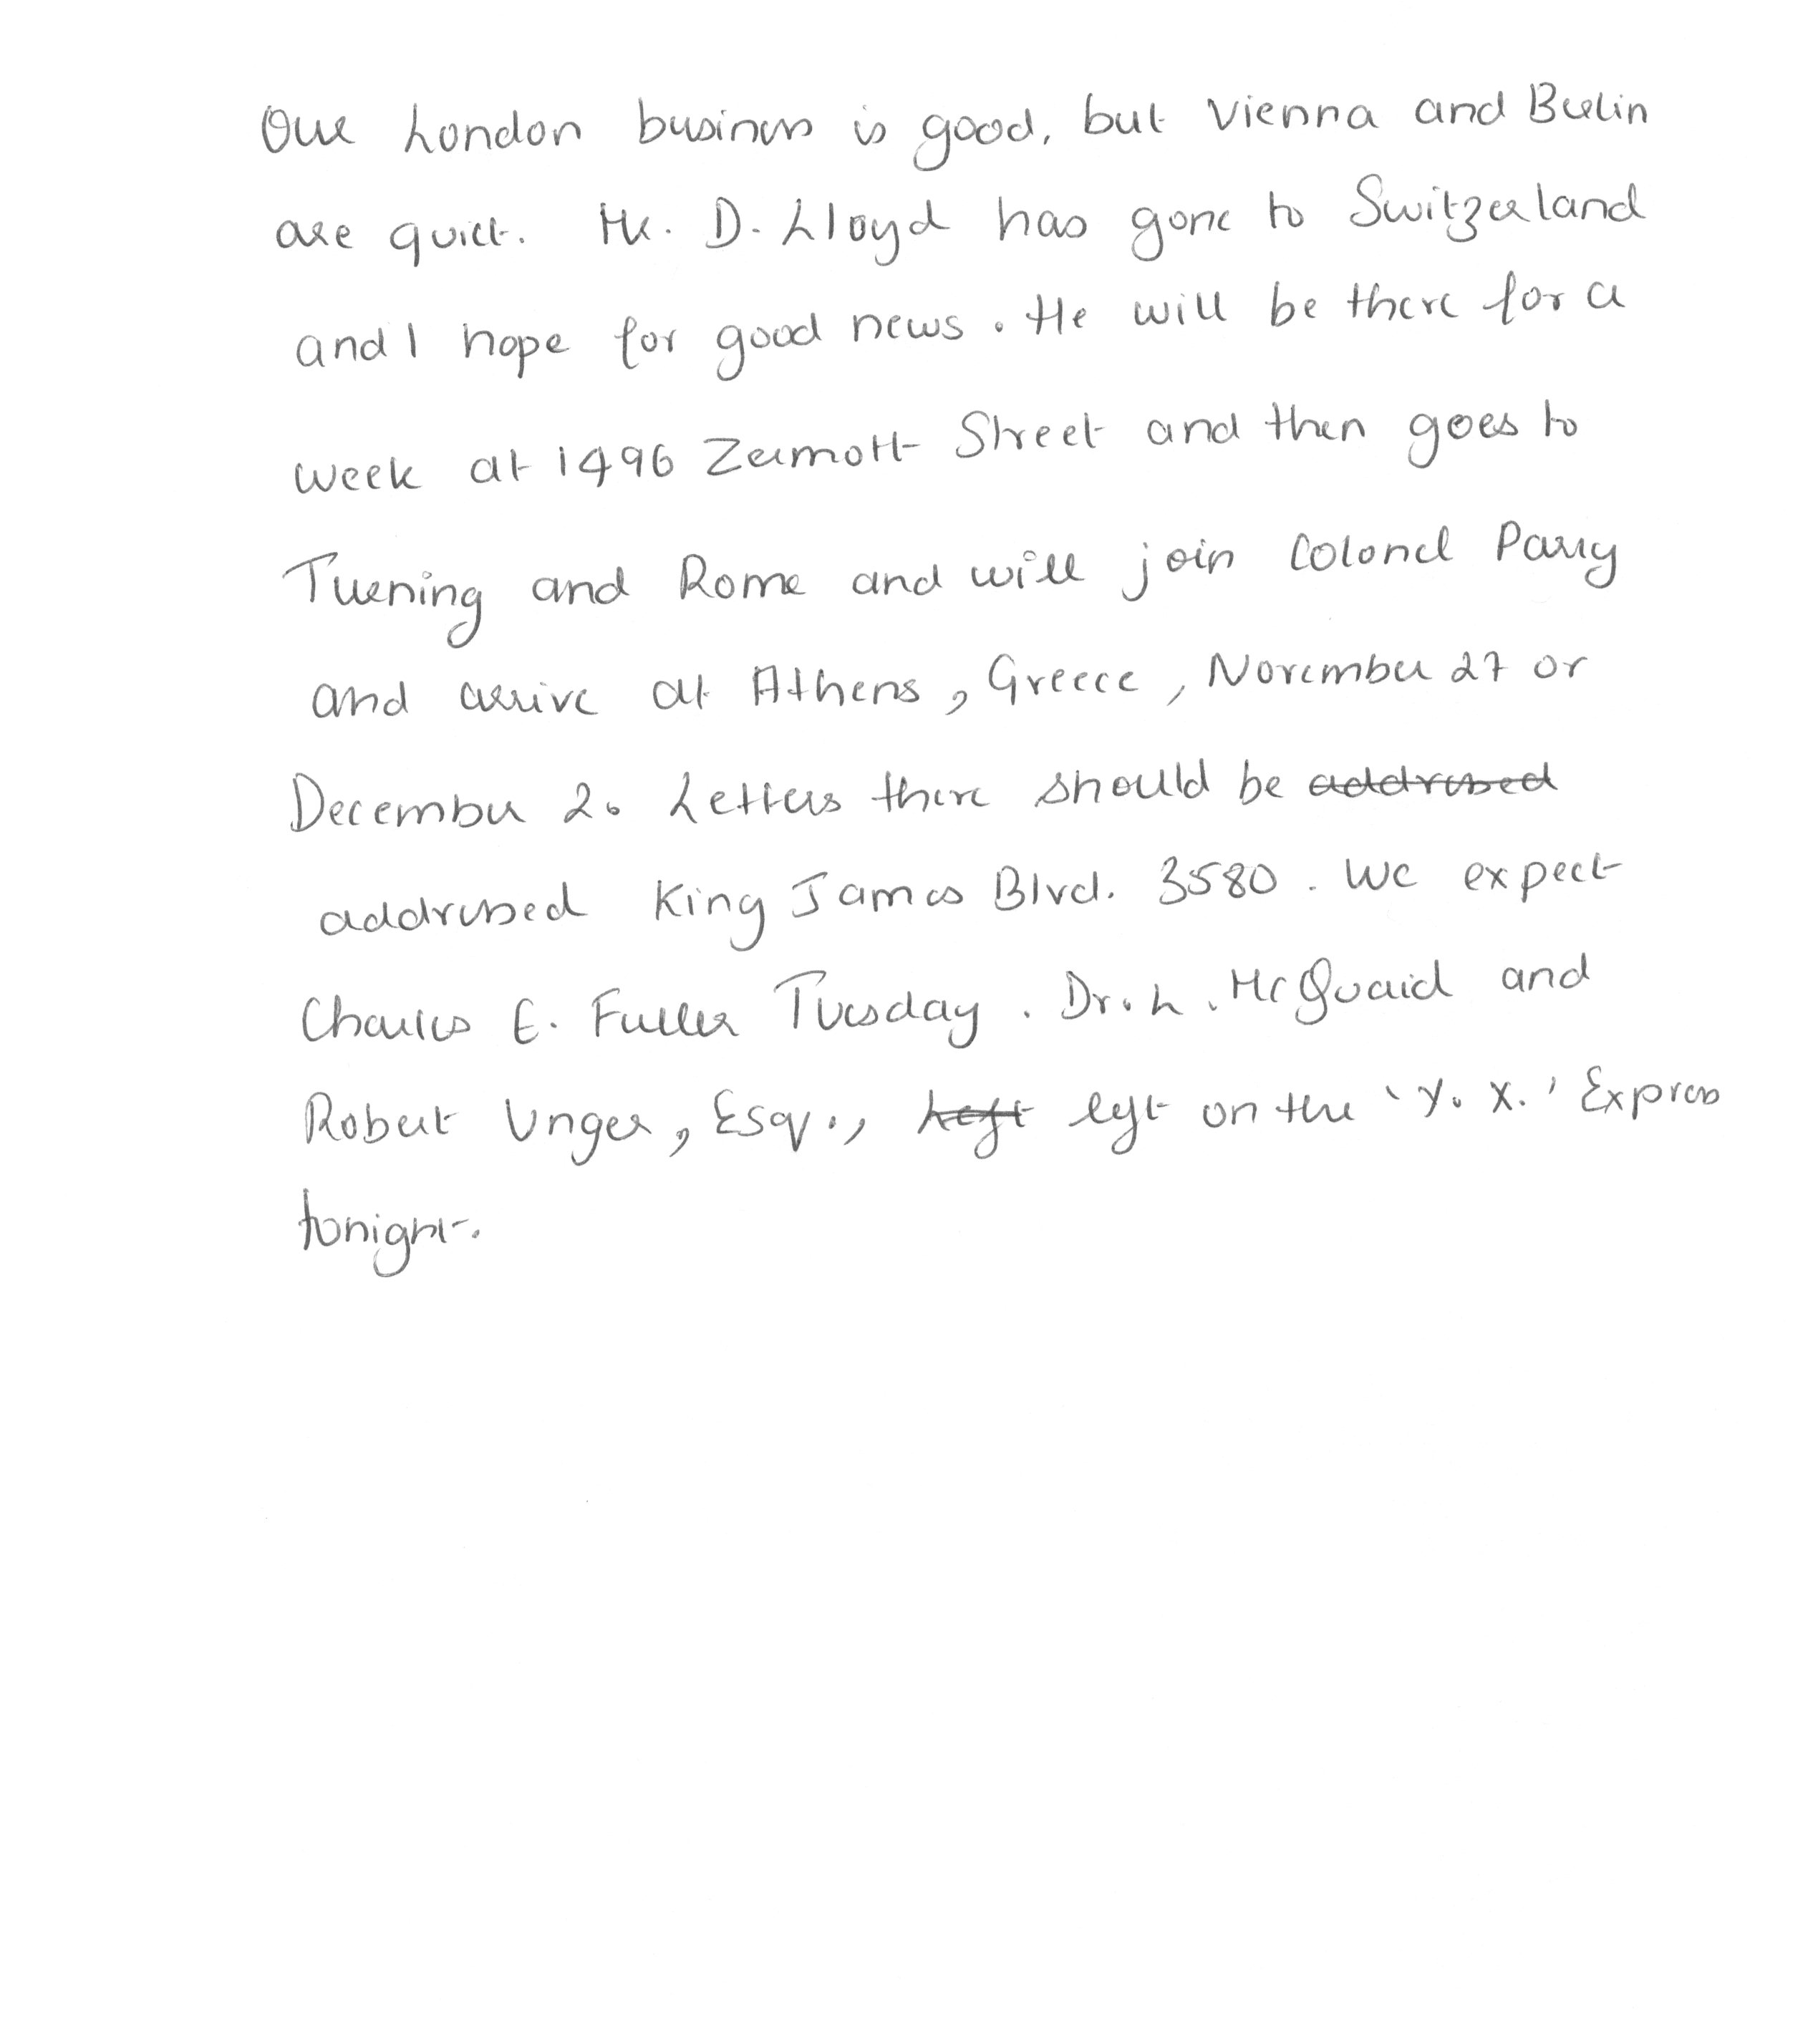 Our London business is good, but Vienna and Berlin
are quiet. Mr. D. Lloyd has gone to Switzerland
and I hope for good news. He will be there for a
week at 1496 Zermott Street and then goes to
Turening and Rome and will join Colonel Parry
and arrive at Athens, Greece, November 27 or
December 2. Letters there should be addressed
addressed King James Blvd. 3580. We expect
Charles E. Fuller Tuesday. Dr. L. McQuaid and
Robert Unger, Esq., Left left on the 'Y. X.' Express
tonight.